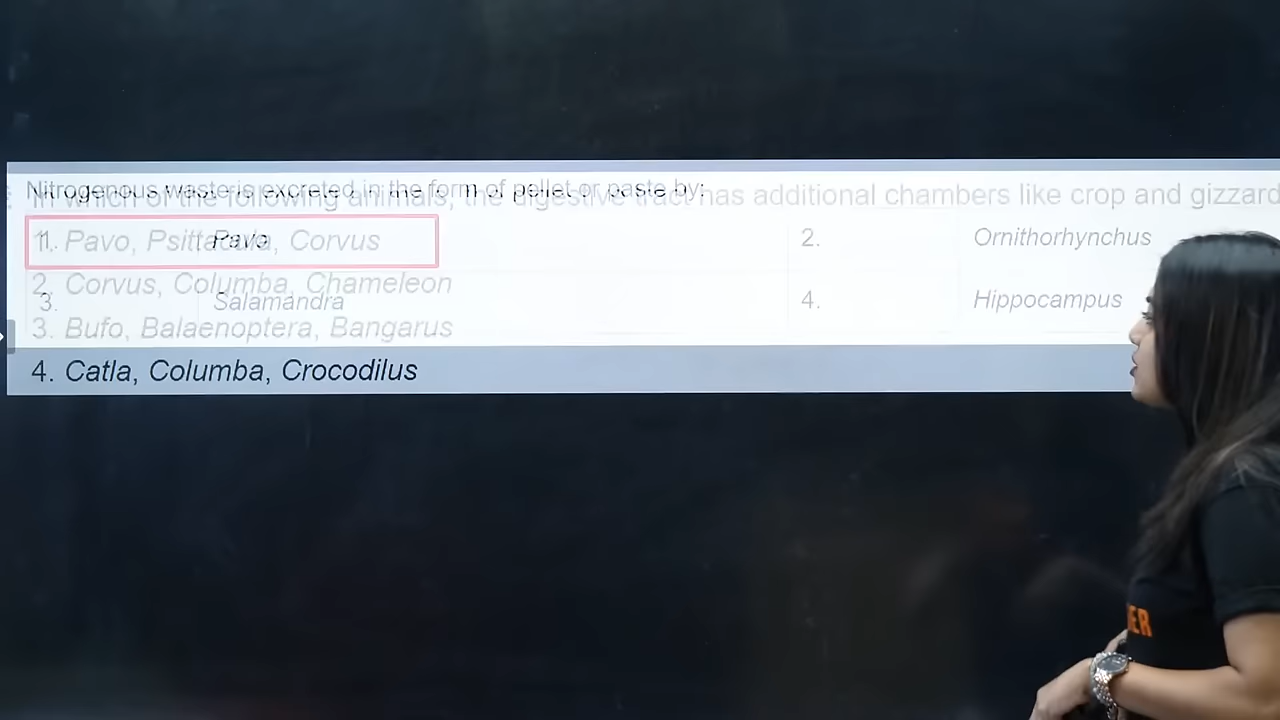 Nitrogenous waste is excreted in the form of pellet or paste by:
In which of the following animals, the digestive tract has additional chambers like crop and gizzard
1. Pavo 2. Ornithorhynchus
3. Salamandra 4. Hippocampus
1. Pavo, Psittacula, Corvus
2. Corvus, Columba, Chameleon
3. Bufo, Balaenoptera, Bangarus
4. Catla, Columba, Crocodilus
ER